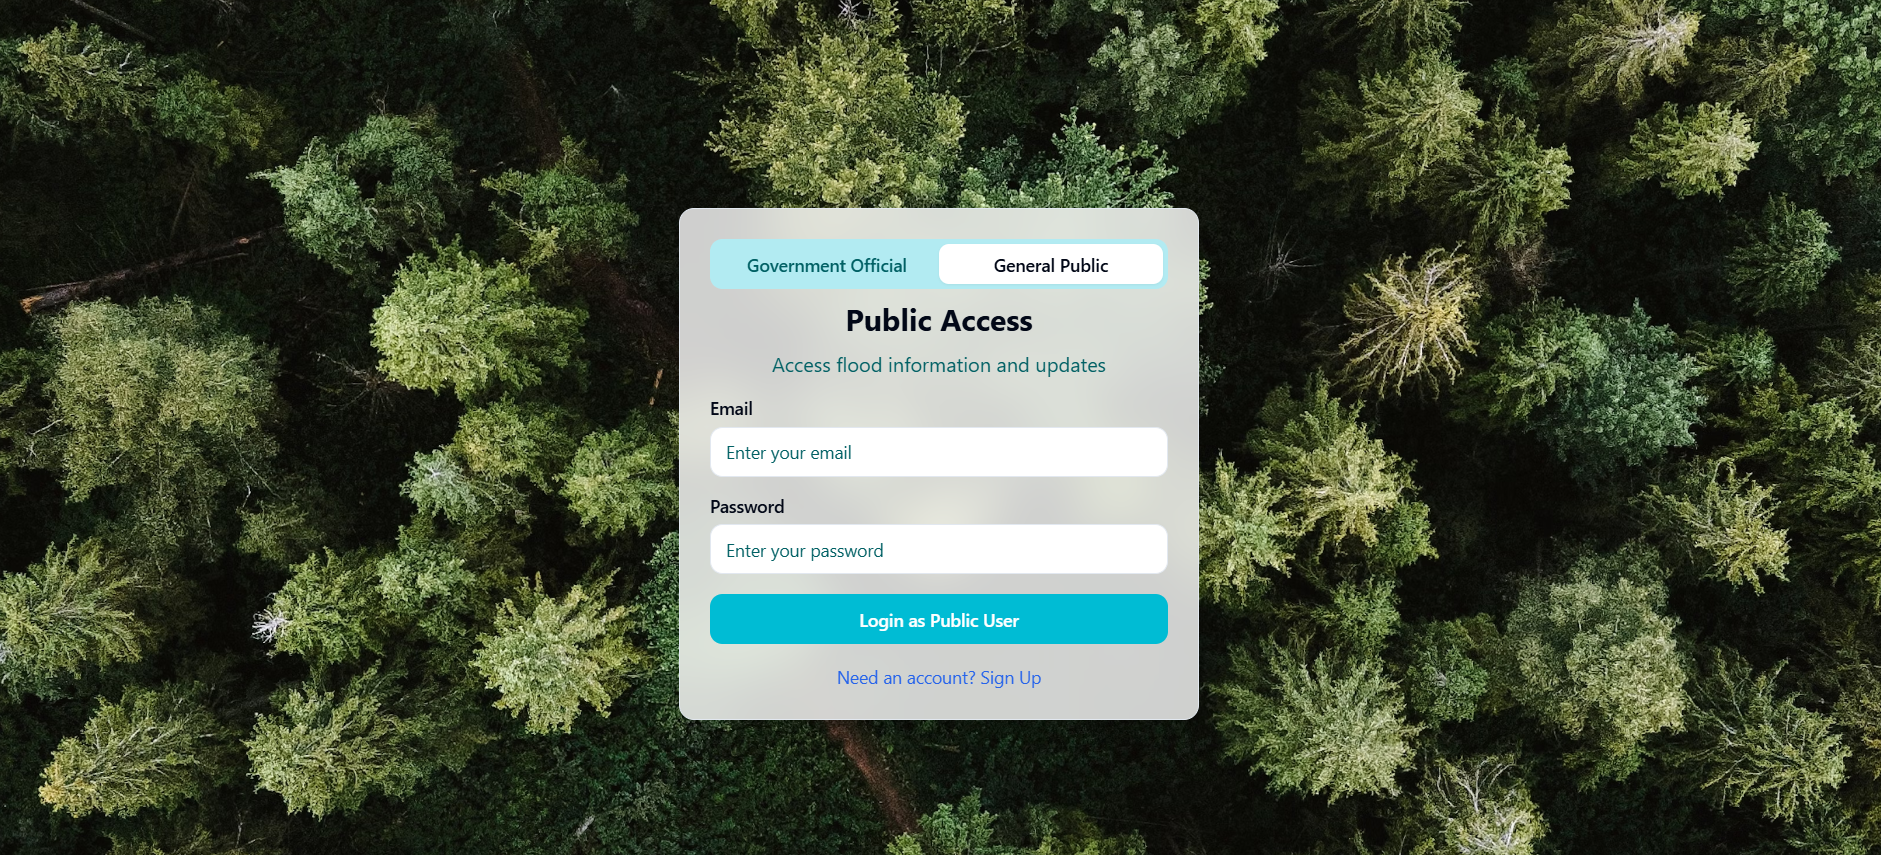 Government Official
General Public
Public Access
Access flood information and updates
Email
Enter your email
Password
Enter your password
Login as Public User
Need an account? Sign Up